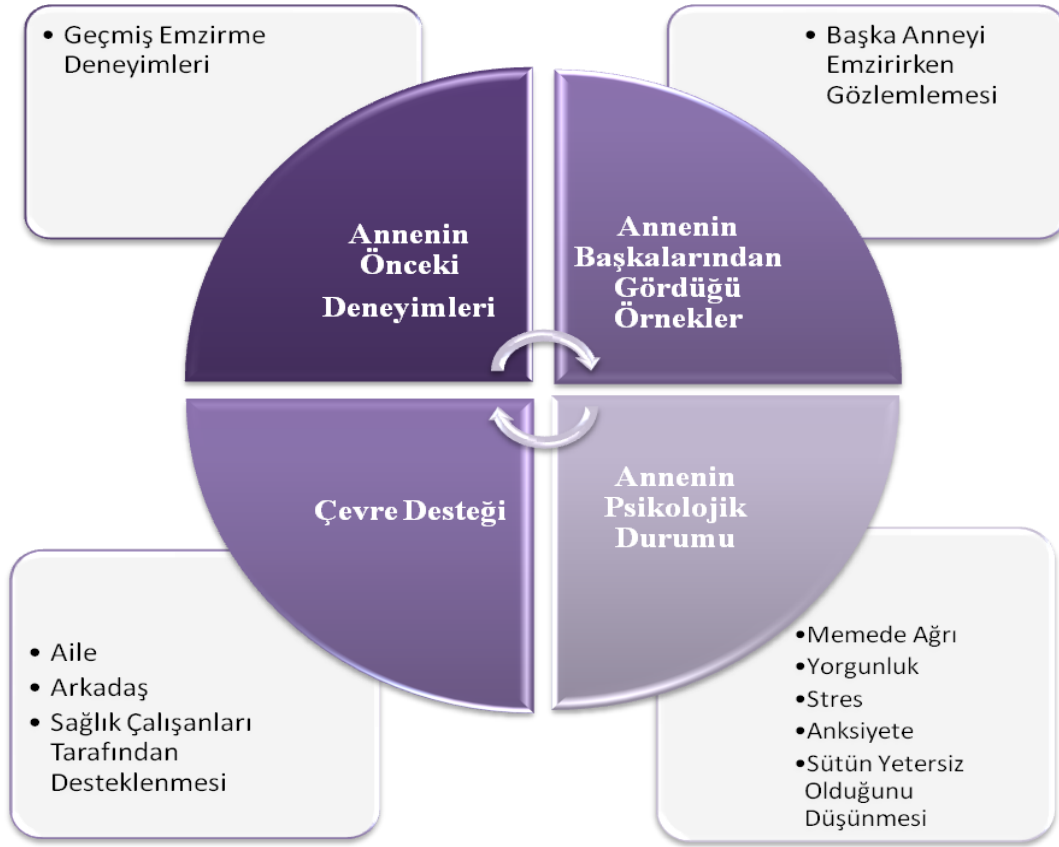 • Geçmiş Emzirme
Deneyimleri
• Başka Anneyi
Emzirirken
Gözlemlemesi
Annenin
Önceki
Deneyimleri
Annenin
Başkalarından
Gördüğü
Örnekler
Çevre Desteği
Annenin
Psikolojik
Durumu
• Aile
• Arkadaş
• Sağlık Çalışanları
Tarafından
Desteklenmesi
•Memede Ağrı
•Yorgunluk
•Stres
•Anksiyete
•Sütün Yetersiz
Olduğunu
Düşünmesi